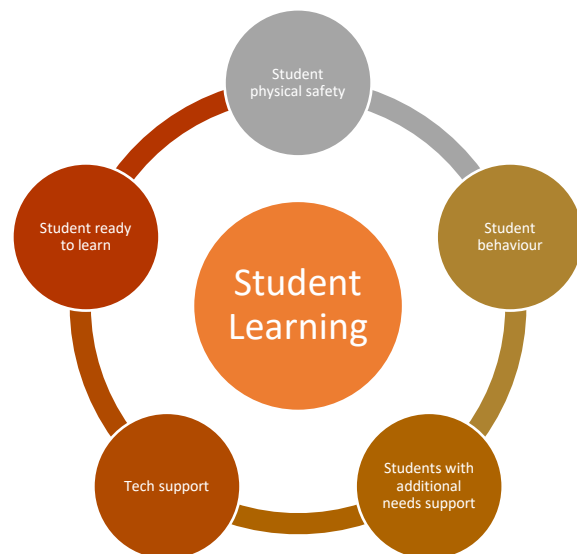 Student
physical safety
Student
behaviour
Students with
additional
needs support
Tech support
Student ready
to learn
Student
Learning